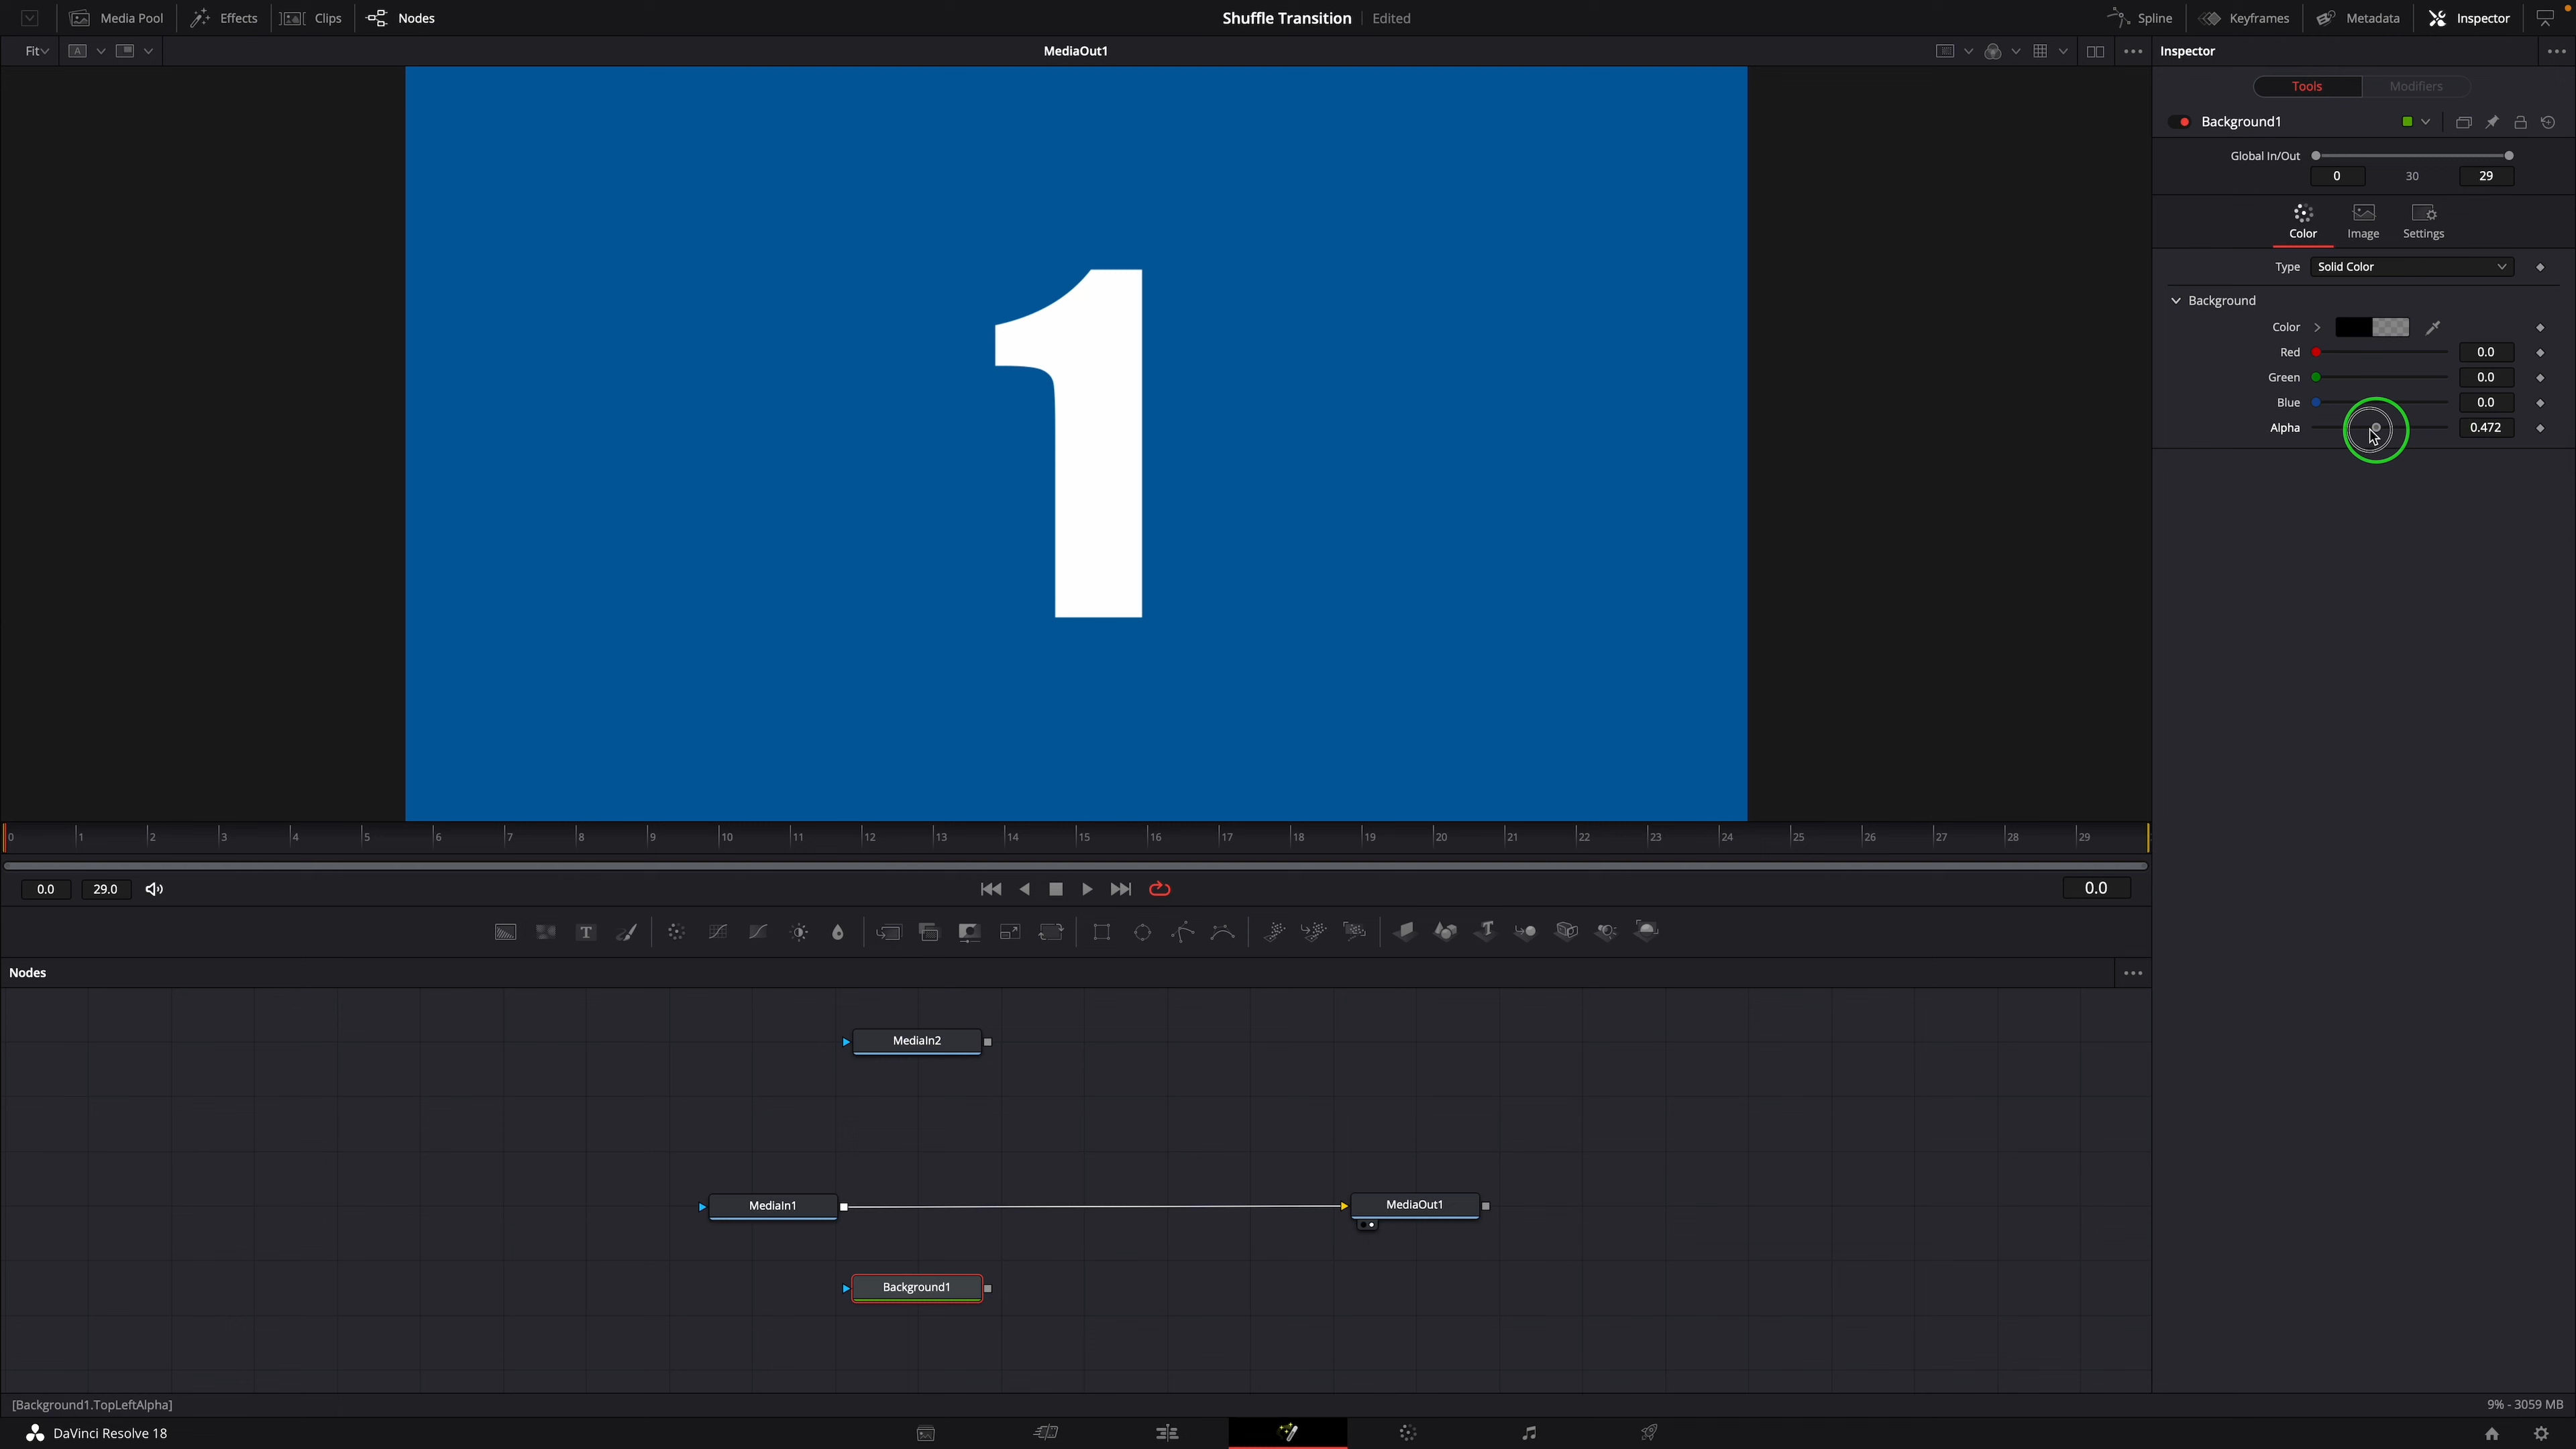 Media Pool Effects Clips Nodes Shuffle Transition Edited Spline Keyframes Metadata Inspector
Fit A MediaOut1 Inspector
Tools Modifiers
Background1
Global In/Out
0 30 29
Color Image Settings
Type Solid Color
Background
Color
Red 0.0
Green 0.0
Blue 0.0
Alpha 0.472
1
0 1 2 3 4 5 6 7 8 9 10 11 12 13 14 15 16 17 18 19 20 21 22 23 24 25 26 27 28 29
0.0 29.0 0.0
T T
Nodes
MediaIn2
MediaIn1 MediaOut1
Background1
[Background1.TopLeftAlpha] 9% - 3059 MB
DaVinci Resolve 18